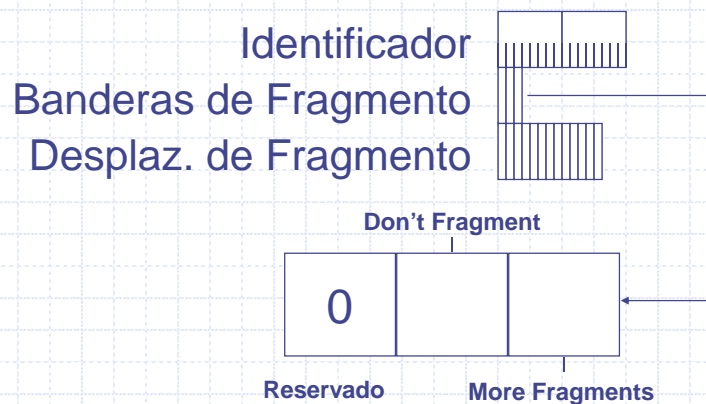 Identificador
Banderas de Fragmento
Desplaz. de Fragmento
Don’t Fragment
0
Reservado
More Fragments